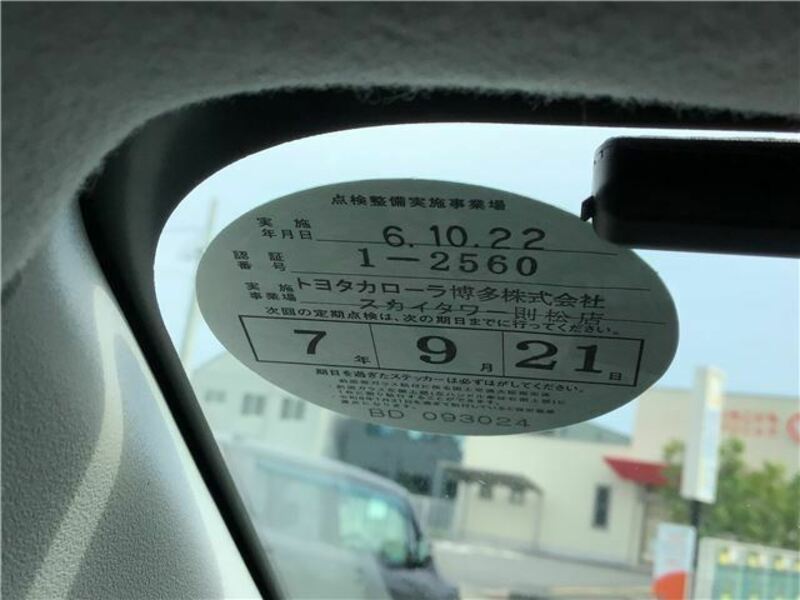 点検整備実施事業場
実施年月日 6.10.22
認証番号 1-2560
実施事業場 トヨタカローラ博多株式会社
スカイタワー則松店
次回の定期点検は、次の期日までに行ってください。
7年 9月 21日
期日を過ぎたステッカーは必ずはがしてください。
BD 093024